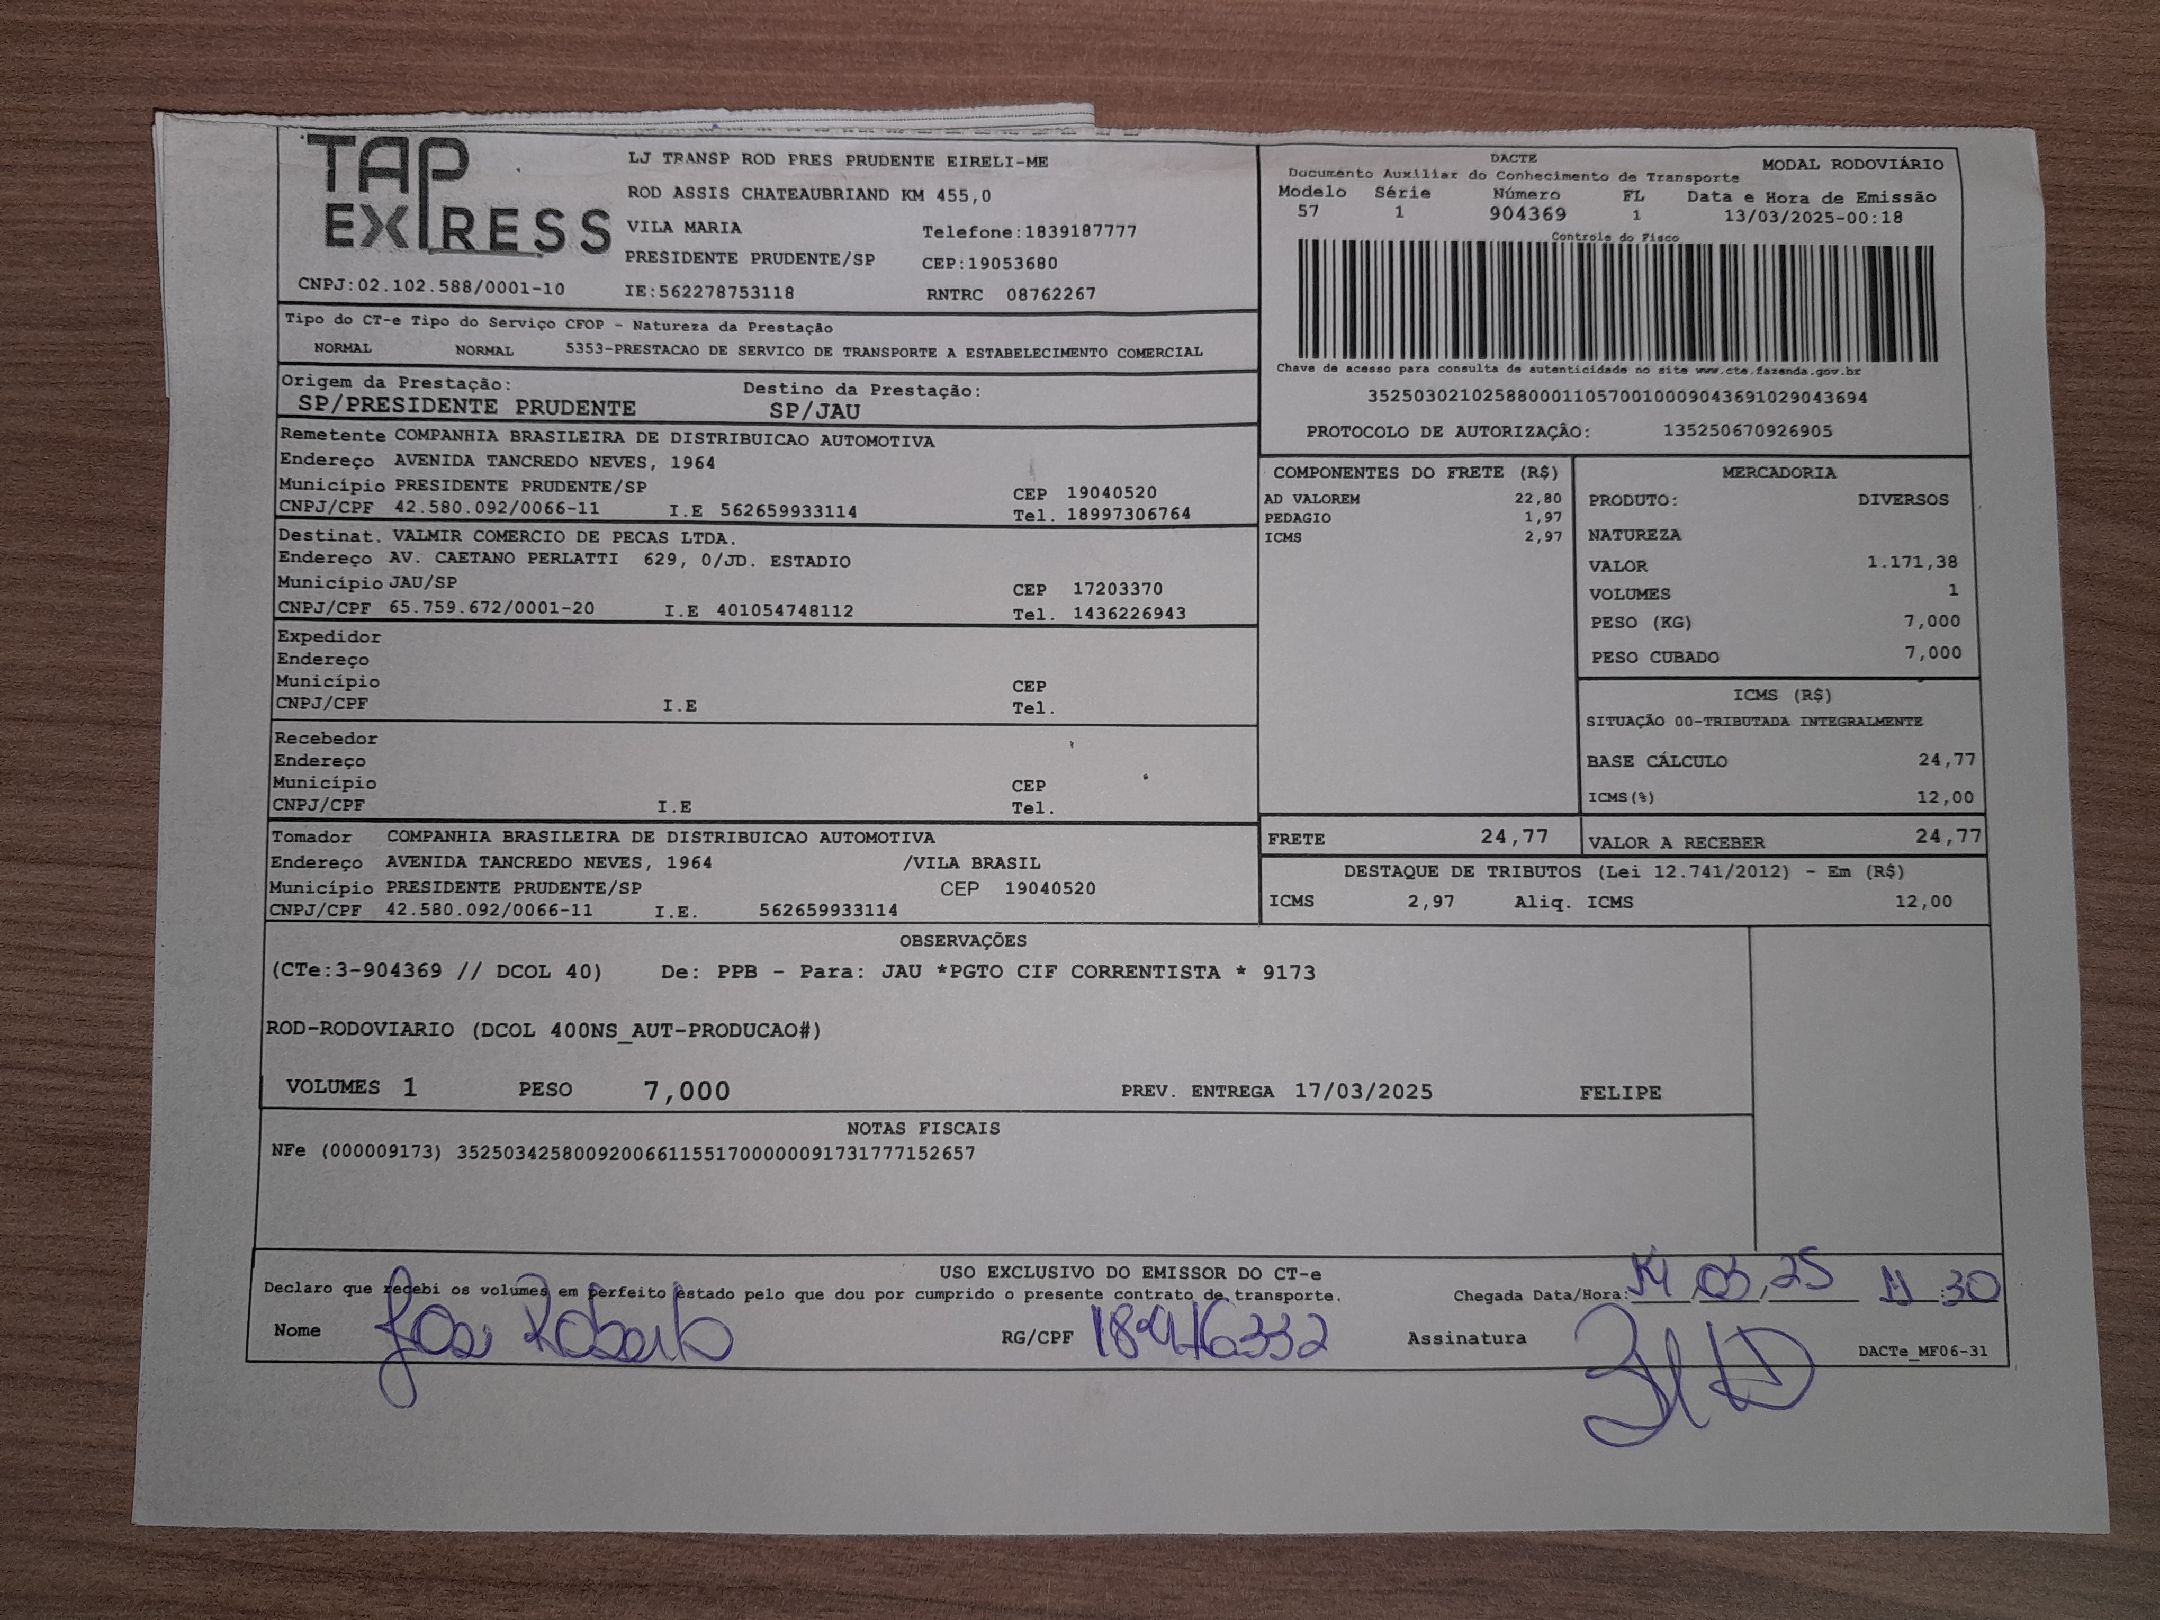 TAP EXPRESS
LJ TRANSP ROD PRES PRUDENTE EIRELI-ME
ROD ASSIS CHATEAUBRIAND KM 455,0
VILA MARIA Telefone:1839187777
PRESIDENTE PRUDENTE/SP CEP:19053680
CNPJ:02.102.588/0001-10 IE:562278753118 RNTRC 08762267
DACTE MODAL RODOVIÁRIO
Documento Auxiliar do Conhecimento de Transporte
Modelo Série Número FL Data e Hora de Emissão
57 1 904369 1 13/03/2025-00:18
Controle do Fisco
Chave de acesso para consulta de autenticidade no site www.cte.fazenda.gov.br
35250302102588000110570010009043691029043694
PROTOCOLO DE AUTORIZAÇÃO: 135250670926905
Tipo do CT-e Tipo do Serviço CFOP - Natureza da Prestação
NORMAL NORMAL 5353-PRESTACAO DE SERVICO DE TRANSPORTE A ESTABELECIMENTO COMERCIAL
Origem da Prestação: Destino da Prestação:
SP/PRESIDENTE PRUDENTE SP/JAU
Remetente COMPANHIA BRASILEIRA DE DISTRIBUICAO AUTOMOTIVA
Endereço AVENIDA TANCREDO NEVES, 1964
Município PRESIDENTE PRUDENTE/SP CEP 19040520
CNPJ/CPF 42.580.092/0066-11 I.E 562659933114 Tel. 18997306764
Destinat. VALMIR COMERCIO DE PECAS LTDA.
Endereço AV. CAETANO PERLATTI 629, 0/JD. ESTADIO
Município JAU/SP CEP 17203370
CNPJ/CPF 65.759.672/0001-20 I.E 401054748112 Tel. 1436226943
Expedidor
Endereço
Município CEP
CNPJ/CPF I.E Tel.
Recebedor
Endereço
Município CEP
CNPJ/CPF I.E Tel.
Tomador COMPANHIA BRASILEIRA DE DISTRIBUICAO AUTOMOTIVA
Endereço AVENIDA TANCREDO NEVES, 1964 /VILA BRASIL
Município PRESIDENTE PRUDENTE/SP CEP 19040520
CNPJ/CPF 42.580.092/0066-11 I.E. 562659933114
COMPONENTES DO FRETE (R$)
AD VALOREM 22,80
PEDAGIO 1,97
ICMS 2,97
MERCADORIA
PRODUTO: DIVERSOS
NATUREZA
VALOR 1.171,38
VOLUMES 1
PESO (KG) 7,000
PESO CUBADO 7,000
ICMS (R$)
SITUAÇÃO 00-TRIBUTADA INTEGRALMENTE
BASE CÁLCULO 24,77
ICMS(%) 12,00
FRETE 24,77 VALOR A RECEBER 24,77
DESTAQUE DE TRIBUTOS (Lei 12.741/2012) - Em (R$)
ICMS 2,97 Aliq. ICMS 12,00
OBSERVAÇÕES
(CTe:3-904369 // DCOL 40) De: PPB - Para: JAU *PGTO CIF CORRENTISTA * 9173
ROD-RODOVIARIO (DCOL 400NS_AUT-PRODUCAO#)
VOLUMES 1 PESO 7,000 PREV. ENTREGA 17/03/2025 FELIPE
NOTAS FISCAIS
NFe (000009173) 35250342580092006611551700000091731777152657
USO EXCLUSIVO DO EMISSOR DO CT-e
Declaro que recebi os volumes em perfeito estado pelo que dou por cumprido o presente contrato de transporte. Chegada Data/Hora: 14 03 25 11:30
Nome José Roberto RG/CPF Assinatura
DACTe_MF06-31